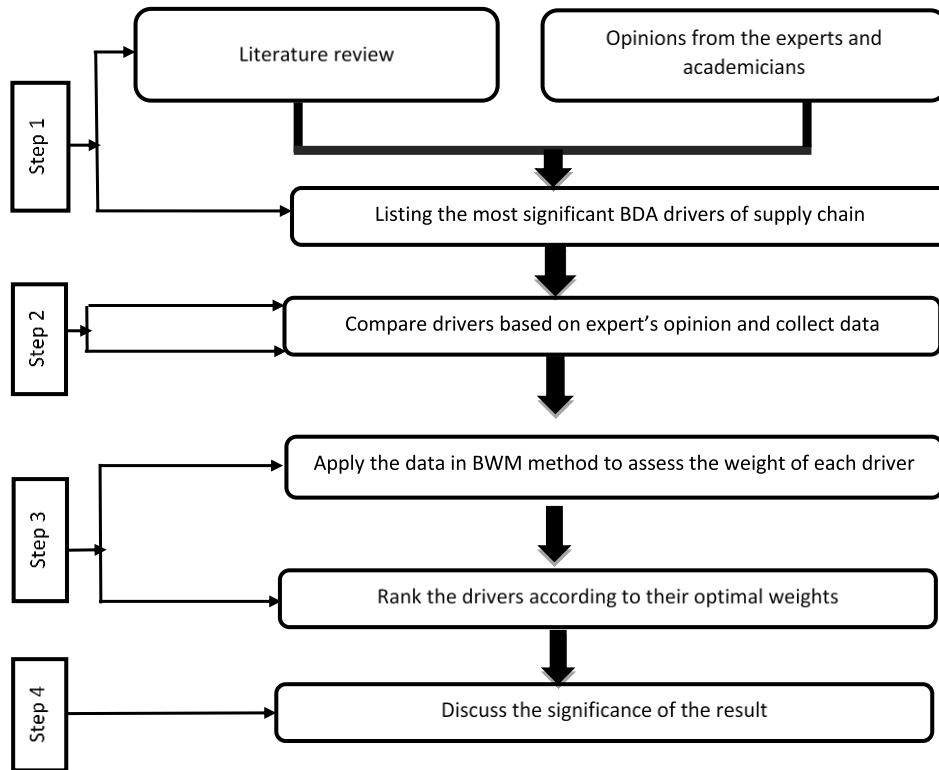 Step 1
Literature review
Opinions from the experts and
academicians
Listing the most significant BDA drivers of supply chain
Step 2
Compare drivers based on expert’s opinion and collect data
Step 3
Apply the data in BWM method to assess the weight of each driver
Rank the drivers according to their optimal weights
Step 4
Discuss the significance of the result